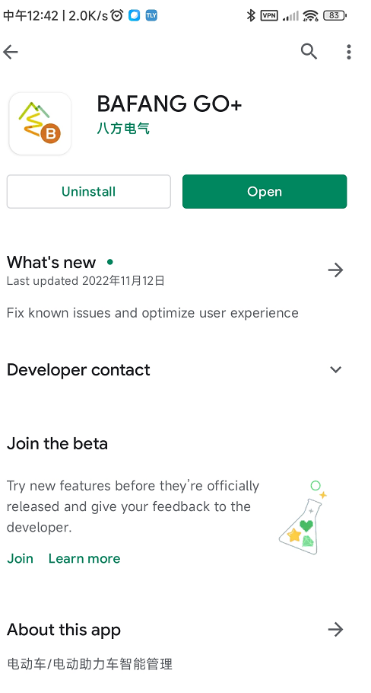 中午12:42 | 2.0K/s
TLY
VPN
83
BAFANG GO+
八方电气
B
Uninstall
Open
What's new
Last updated 2022年11月12日
Fix known issues and optimize user experience
Developer contact
Join the beta
Try new features before they're officially
released and give your feedback to the
developer.
Join Learn more
About this app
电动车/电动助力车智能管理